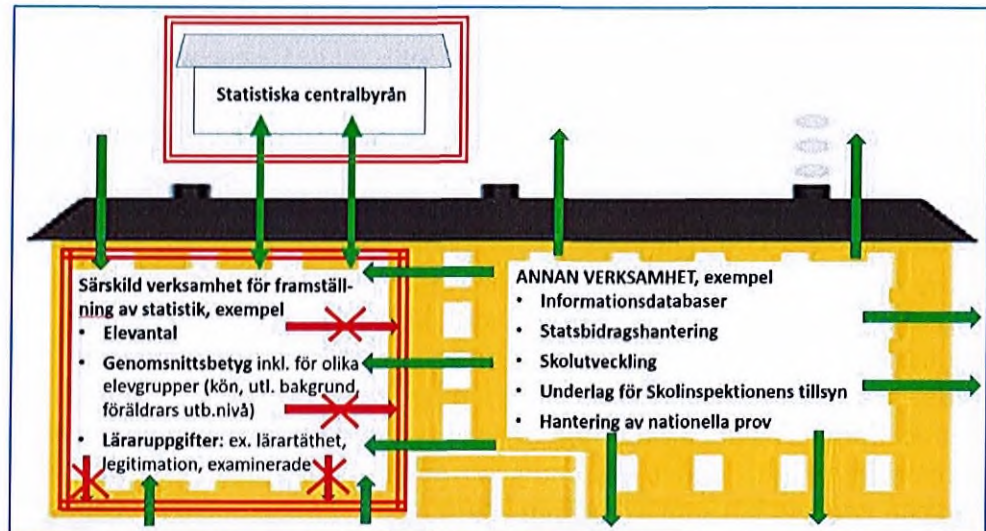 Statistiska centralbyrån
Särskild verksamhet för framställ-
ning av statistik, exempel
• Elevantal
• Genomsnittsbetyg inkl. för olika
elevgrupper (kön, utl. bakgrund,
föräldrars utb.nivå)
• Läraruppgifter: ex. lärartäthet,
legitimation, examinerade
ANNAN VERKSAMHET, exempel
• Informationsdatabaser
• Statsbidragshantering
• Skolutveckling
• Underlag för Skolinspektionens tillsyn
• Hantering av nationella prov